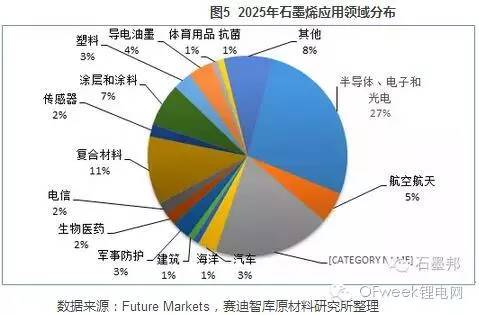 图5 2025年石墨烯应用领域分布
导电油墨
4%
体育用品
1%
抗菌
1%
其他
8%
塑料
3%
半导体、电子和
光电
27%
涂层和涂料
7%
传感器
2%
复合材料
11%
航空航天
5%
电信
2%
生物医药
2%
军事防护
3%
建筑
1%
海洋
1%
汽车
3%
[CATEGORY NAME]
石墨邦
OFweek锂电网
数据来源：Future Markets，赛迪智库原材料研究所整理